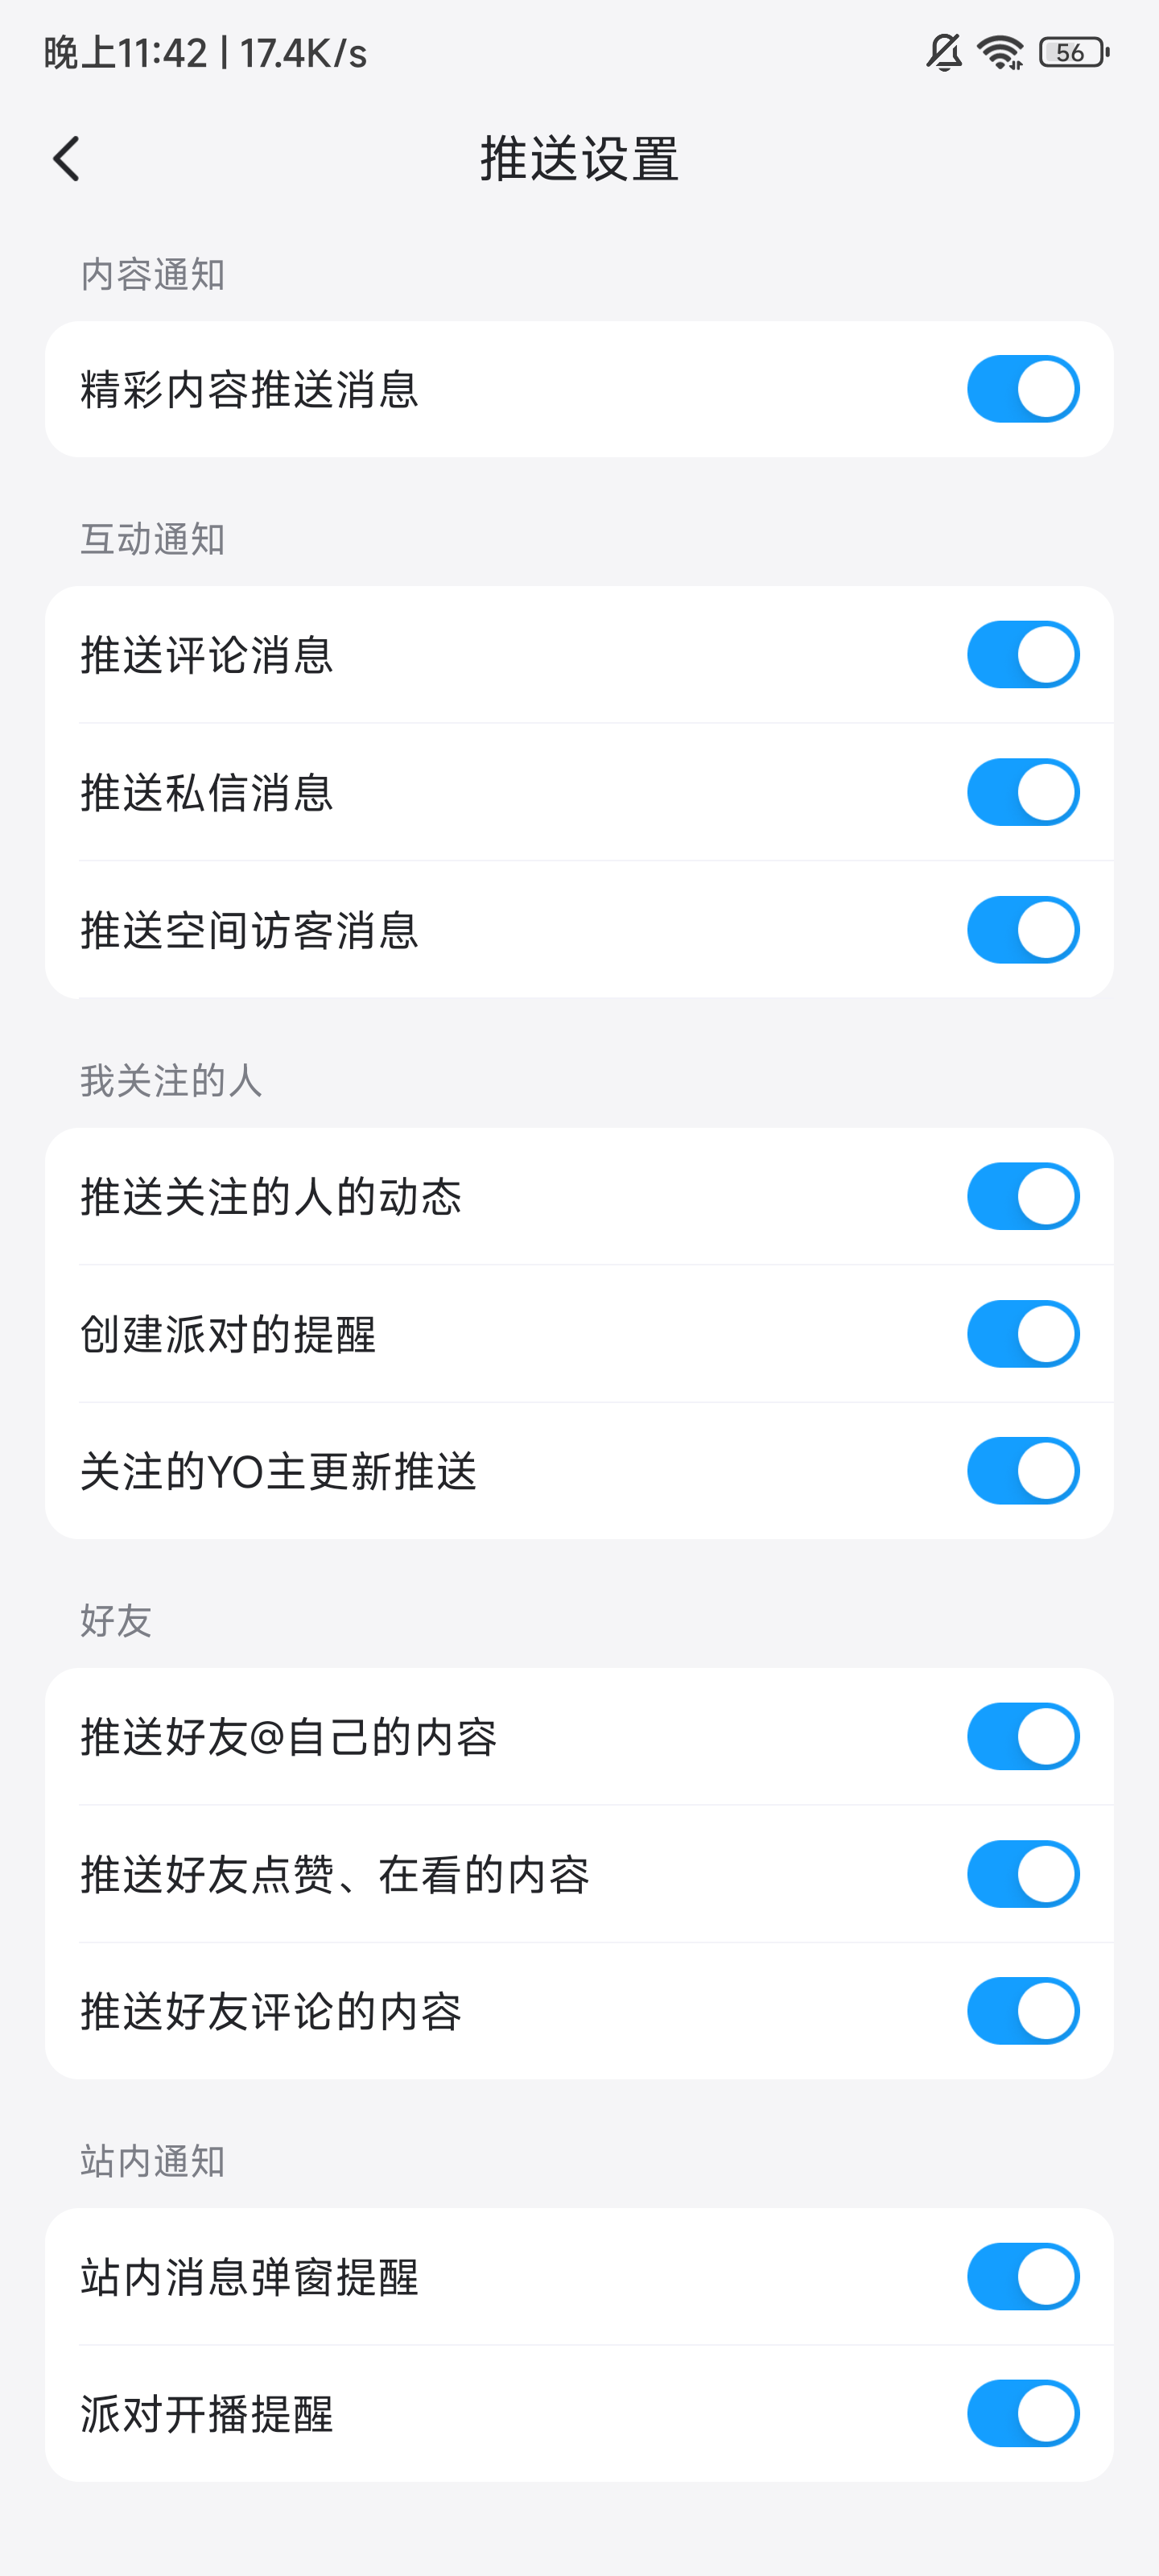 晚上11:42 | 17.4K/s
56
推送设置
内容通知
精彩内容推送消息
互动通知
推送评论消息
推送私信消息
推送空间访客消息
我关注的人
推送关注的人的动态
创建派对的提醒
关注的YO主更新推送
好友
推送好友@自己的内容
推送好友点赞、在看的内容
推送好友评论的内容
站内通知
站内消息弹窗提醒
派对开播提醒